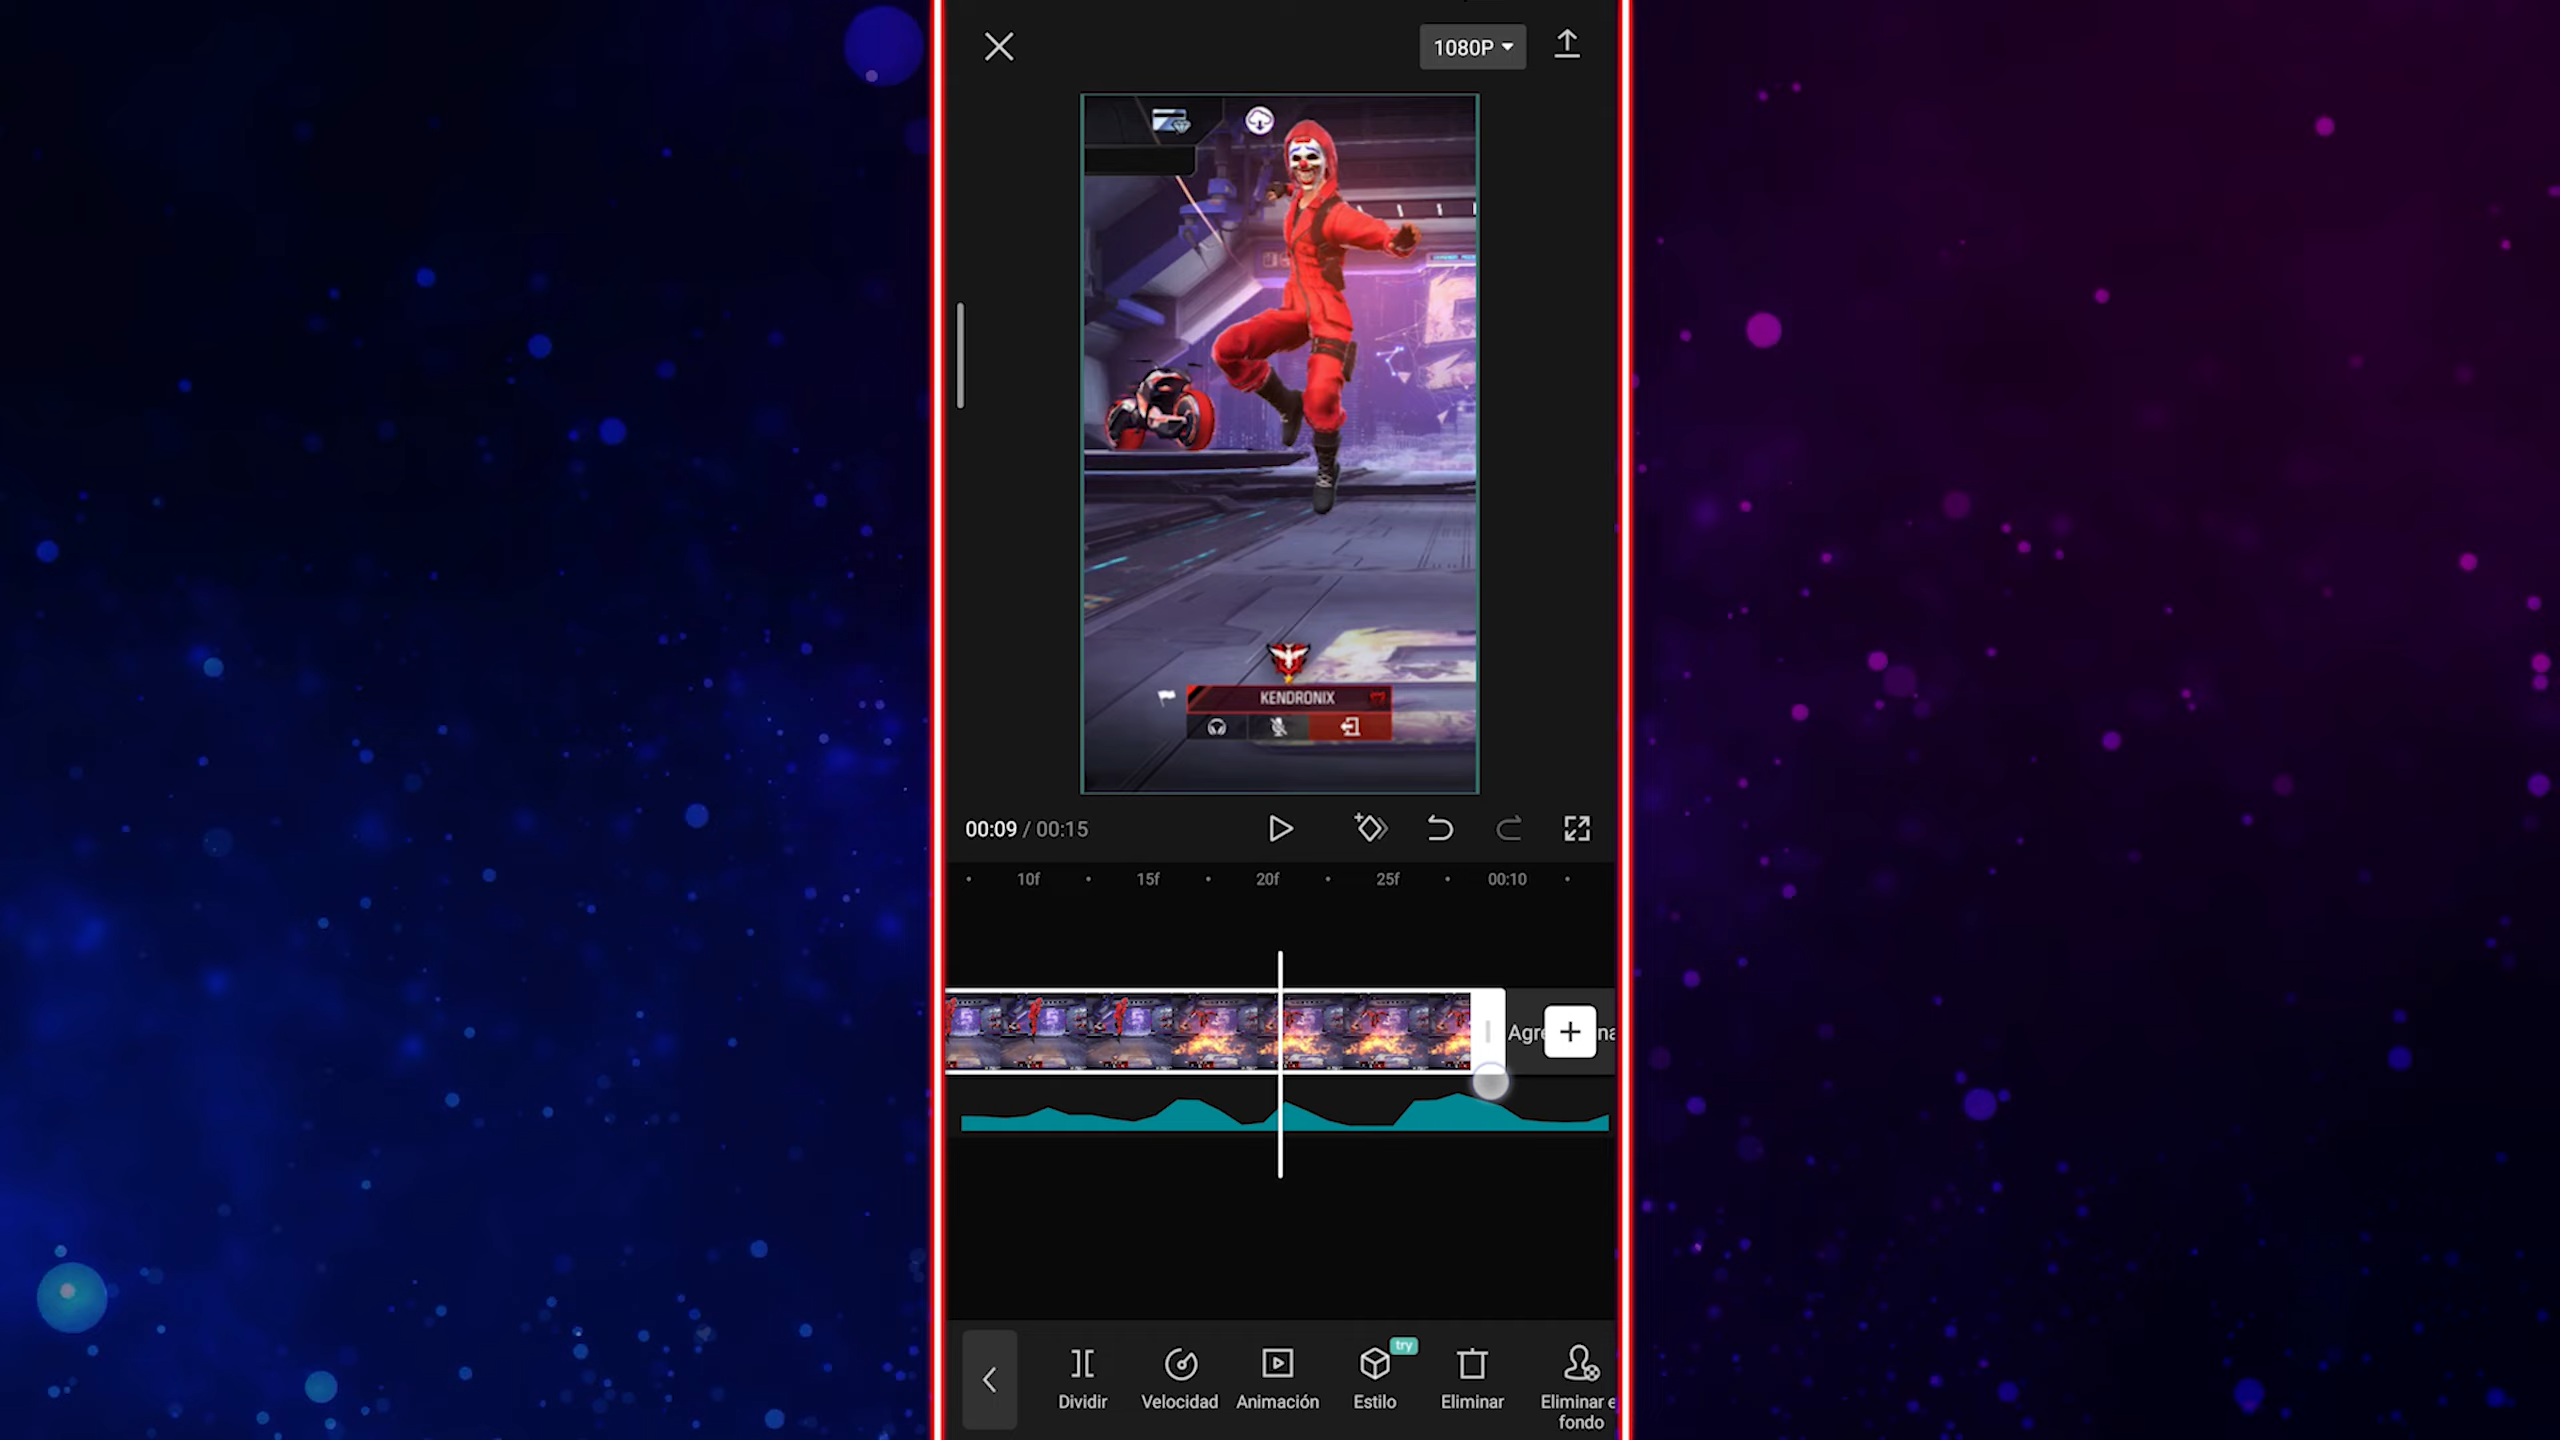 1080P
KENDRONIX
00:09 / 00:15
10f 15f 20f 25f 00:10
Agre
na
try
Dividir Velocidad Animación Estilo Eliminar Eliminar e
fondo